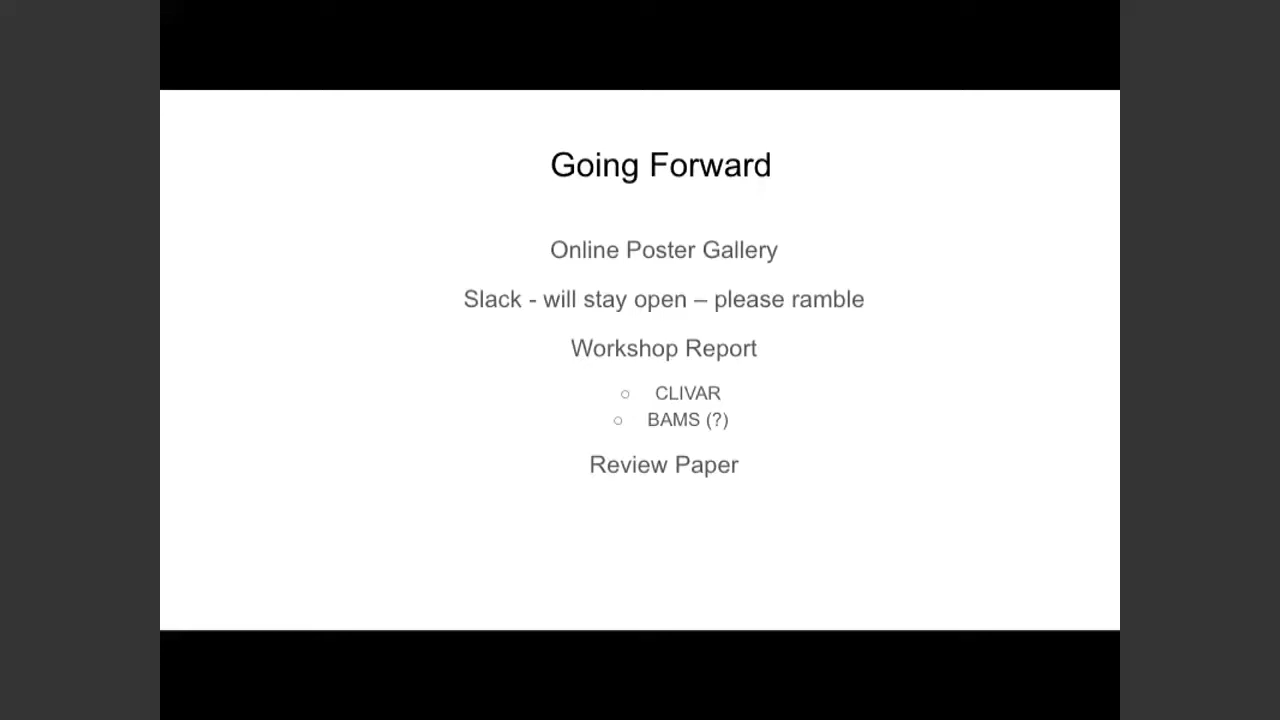 Going Forward
Online Poster Gallery
Slack - will stay open – please ramble
Workshop Report
○ CLIVAR
○ BAMS (?)
Review Paper